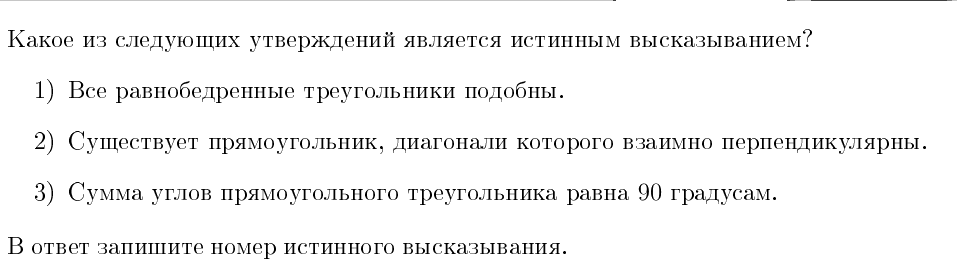 Какое из следующих утверждений является истинным высказыванием?
1) Все равнобедренные треугольники подобны.
2) Существует прямоугольник, диагонали которого взаимно перпендикулярны.
3) Сумма углов прямоугольного треугольника равна 90 градусам.
В ответ запишите номер истинного высказывания.